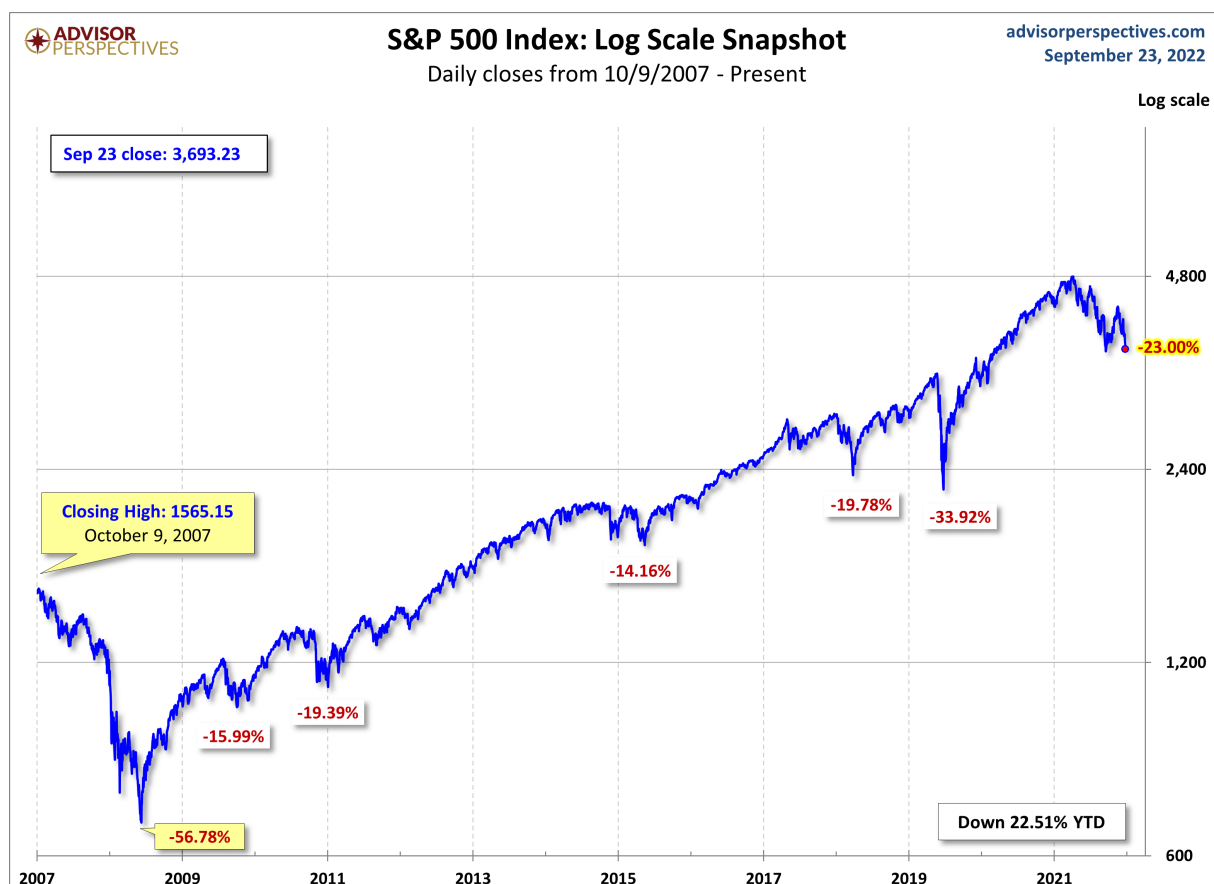 ADVISOR
PERSPECTIVES
S&P 500 Index: Log Scale Snapshot
Daily closes from 10/9/2007 - Present
advisorperspectives.com
September 23, 2022
Log scale
Sep 23 close: 3,693.23
4,800
-23.00%
2,400
Closing High: 1565.15
October 9, 2007
-19.78%
-33.92%
-14.16%
1,200
-19.39%
-15.99%
Down 22.51% YTD
-56.78%
600
2007 2009 2011 2013 2015 2017 2019 2021